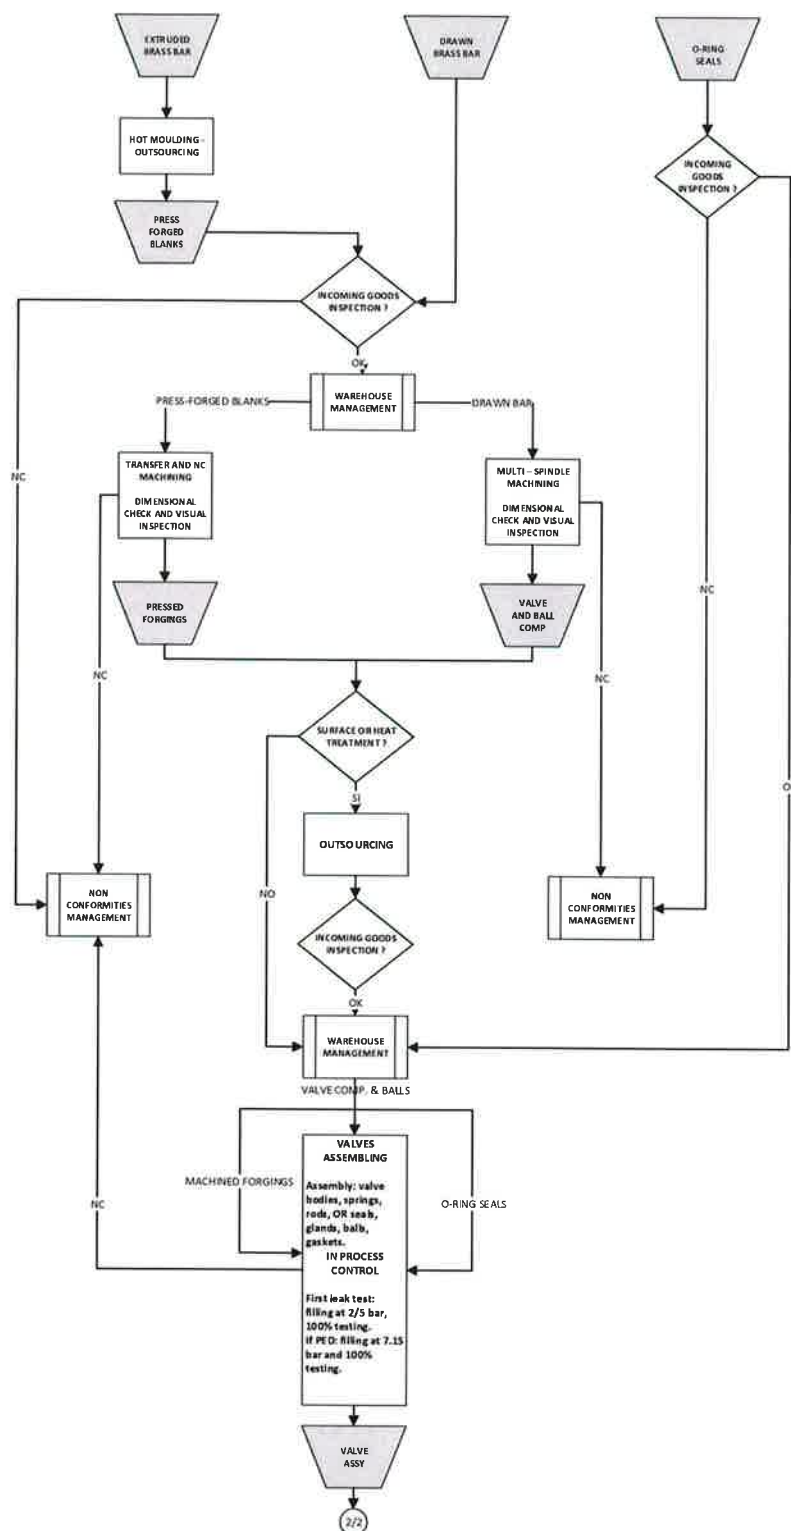 EXTRUDED
BRASS BAR
DRAWN
BRASS BAR
O-RING
SEALS
HOT MOULDING -
OUTSOURCING
INCOMING
GOODS
INSPECTION ?
PRESS
FORGED
BLANKS
INCOMING GOODS
INSPECTION ?
OK
WAREHOUSE
MANAGEMENT
PRESS-FORGED BLANKS
DRAWN BAR
NC
TRANSFER AND NC
MACHINING
DIMENSIONAL
CHECK AND VISUAL
INSPECTION
MULTI – SPINDLE
MACHINING
DIMENSIONAL
CHECK AND VISUAL
INSPECTION
PRESSED
FORGINGS
VALVE
AND BALL
COMP
NC
NC
NC
SURFACE OR HEAT
TREATMENT ?
SI
O
OUTSOURCING
NON
CONFORMITIES
MANAGEMENT
NO
NON
CONFORMITIES
MANAGEMENT
INCOMING GOODS
INSPECTION ?
OK
WAREHOUSE
MANAGEMENT
VALVE COMP. & BALLS
VALVES
ASSEMBLING
MACHINED FORGINGS
Assembly: valve
bodies, springs,
rods, OR seals,
glands, balls,
gaskets.
O-RING SEALS
NC
IN PROCESS
CONTROL
First leak test:
filling at 2/5 bar,
100% testing.
If PED: filling at 7.15
bar and 100%
testing.
VALVE
ASSY
2/2